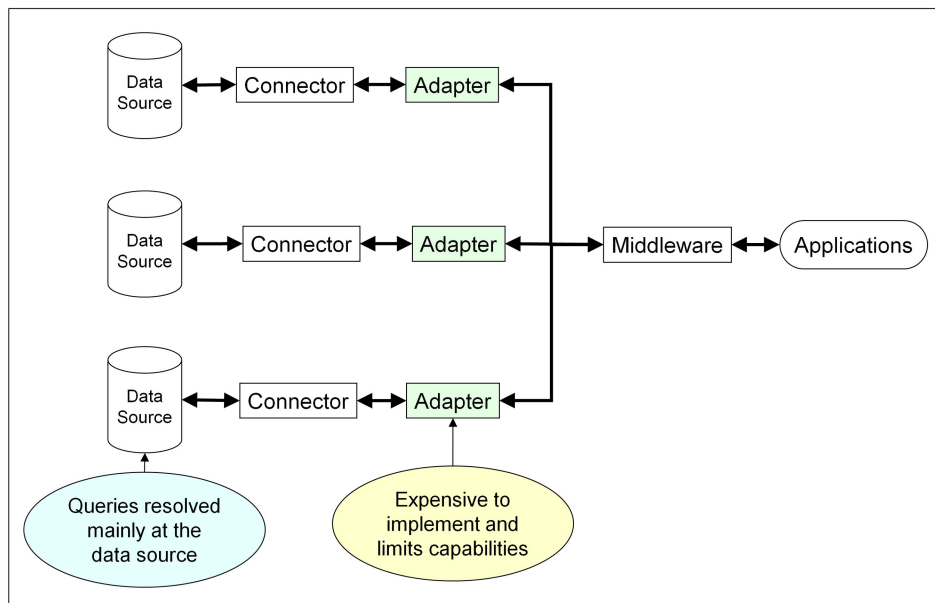 Data
Source
Connector
Adapter
Data
Source
Connector
Adapter
Middleware
Applications
Data
Source
Connector
Adapter
Queries resolved
mainly at the
data source
Expensive to
implement and
limits capabilities